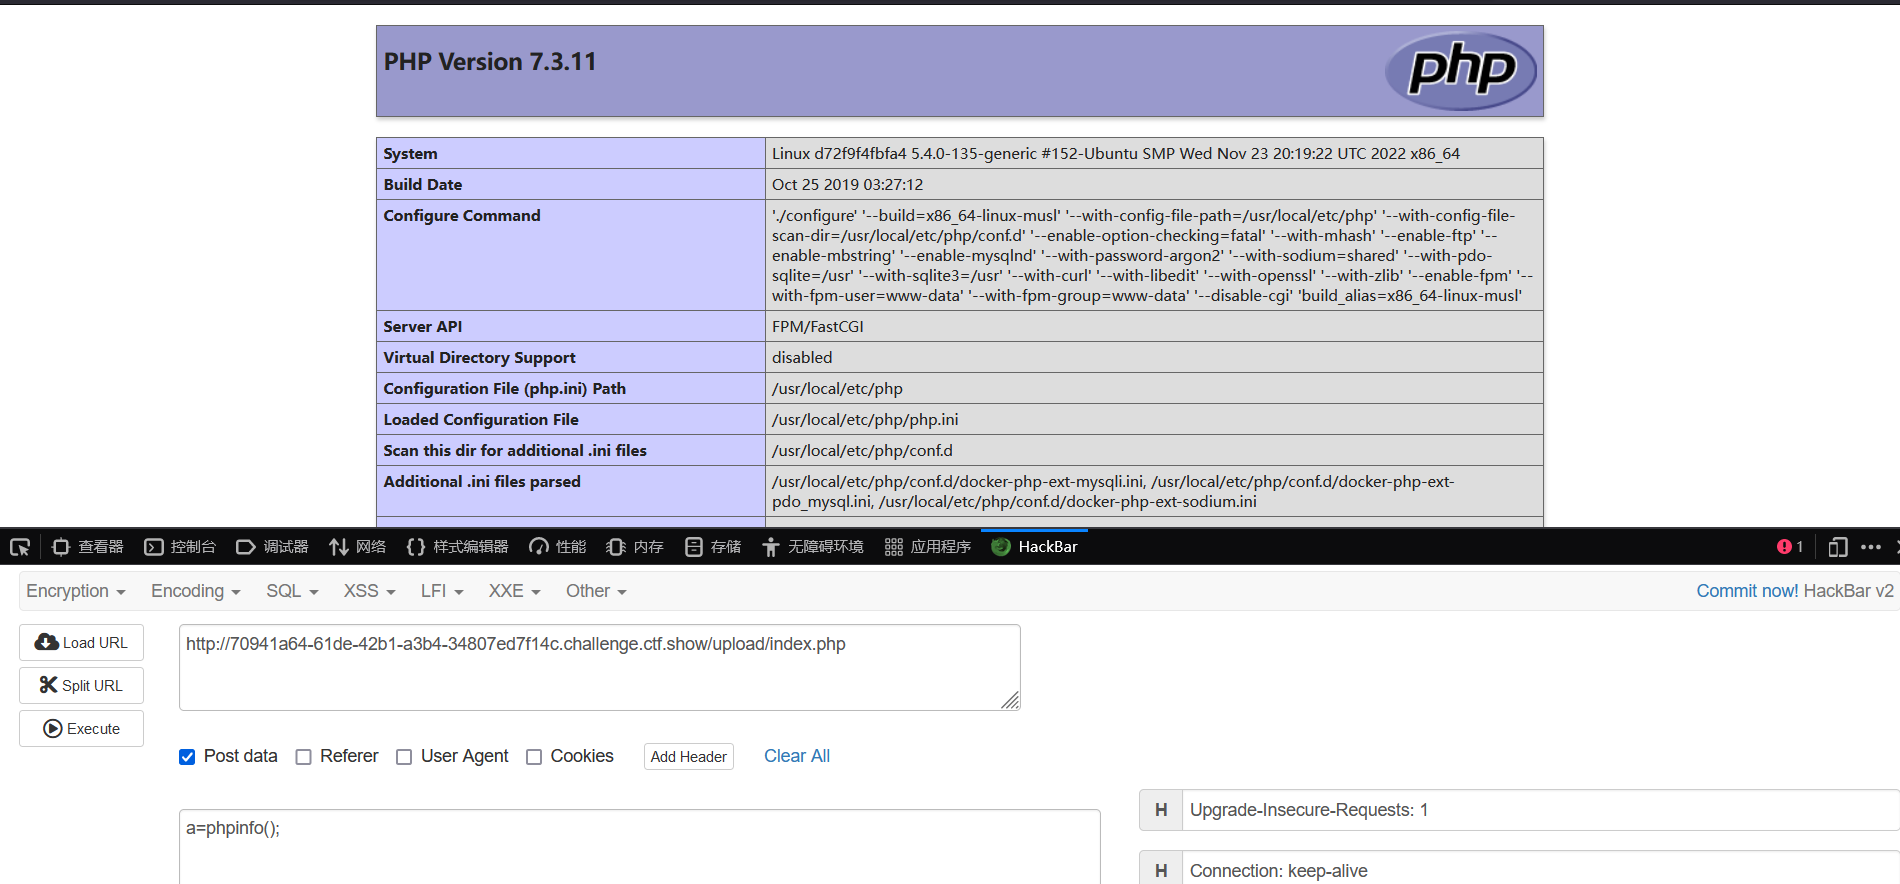 PHP Version 7.3.11
php
System Linux d72f9f4fbfa4 5.4.0-135-generic #152-Ubuntu SMP Wed Nov 23 20:19:22 UTC 2022 x86_64
Build Date Oct 25 2019 03:27:12
Configure Command './configure' '--build=x86_64-linux-musl' '--with-config-file-path=/usr/local/etc/php' '--with-config-file-
scan-dir=/usr/local/etc/php/conf.d' '--enable-option-checking=fatal' '--with-mhash' '--enable-ftp' '--
enable-mbstring' '--enable-mysqlnd' '--with-password-argon2' '--with-sodium=shared' '--with-pdo-
sqlite=/usr' '--with-sqlite3=/usr' '--with-curl' '--with-libedit' '--with-openssl' '--with-zlib' '--enable-fpm' '--
with-fpm-user=www-data' '--with-fpm-group=www-data' '--disable-cgi' 'build_alias=x86_64-linux-musl'
Server API FPM/FastCGI
Virtual Directory Support disabled
Configuration File (php.ini) Path /usr/local/etc/php
Loaded Configuration File /usr/local/etc/php/php.ini
Scan this dir for additional .ini files /usr/local/etc/php/conf.d
Additional .ini files parsed /usr/local/etc/php/conf.d/docker-php-ext-mysqli.ini, /usr/local/etc/php/conf.d/docker-php-ext-
pdo_mysql.ini, /usr/local/etc/php/conf.d/docker-php-ext-sodium.ini
查看器 控制台 调试器 网络 样式编辑器 性能 内存 存储 无障碍环境 应用程序 HackBar 1
Encryption Encoding SQL XSS LFI XXE Other Commit now! HackBar v2
Load URL http://70941a64-61de-42b1-a3b4-34807ed7f14c.challenge.ctf.show/upload/index.php
Split URL
Execute
Post data Referer User Agent Cookies Add Header Clear All
H Upgrade-Insecure-Requests: 1
a=phpinfo();
H Connection: keep-alive